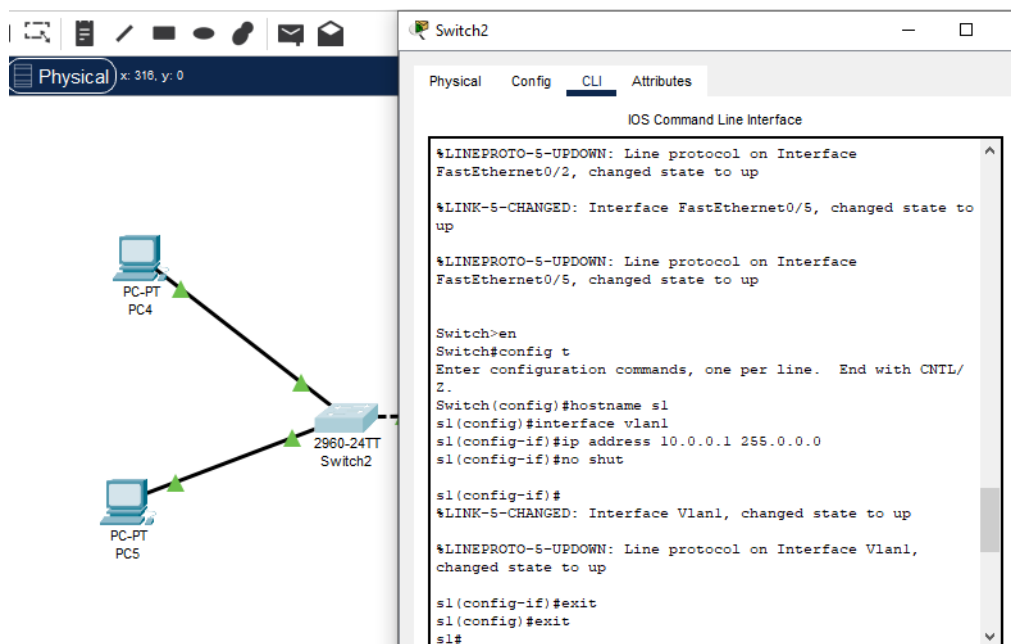 Switch2
Physical x: 316, y: 0
Physical Config CLI Attributes
IOS Command Line Interface
%LINEPROTO-5-UPDOWN: Line protocol on Interface
FastEthernet0/2, changed state to up
%LINK-5-CHANGED: Interface FastEthernet0/5, changed state to
up
%LINEPROTO-5-UPDOWN: Line protocol on Interface
FastEthernet0/5, changed state to up
Switch>en
Switch#config t
Enter configuration commands, one per line. End with CNTL/
Z.
Switch(config)#hostname s1
s1(config)#interface vlan1
s1(config-if)#ip address 10.0.0.1 255.0.0.0
s1(config-if)#no shut
s1(config-if)#
%LINK-5-CHANGED: Interface Vlan1, changed state to up
%LINEPROTO-5-UPDOWN: Line protocol on Interface Vlan1,
changed state to up
s1(config-if)#exit
s1(config)#exit
s1#
PC-PT
PC4
2960-24TT
Switch2
PC-PT
PC5